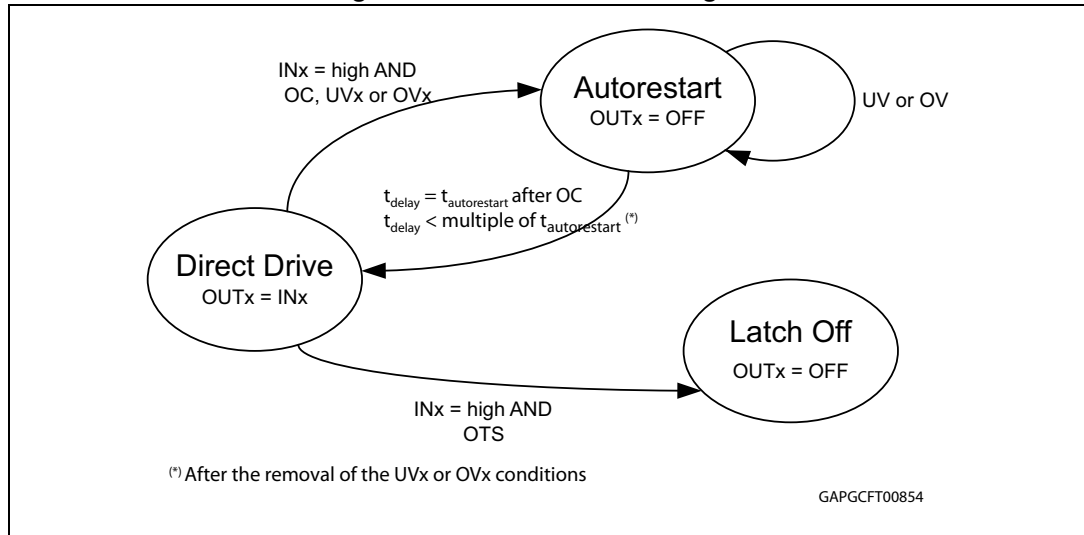 INx = high AND
OC, UVx or OVx
Autorestart
OUTx = OFF
UV or OV
tdelay = tautorestart after OC
tdelay < multiple of tautorestart (*)
Direct Drive
OUTx = INx
Latch Off
OUTx = OFF
INx = high AND
OTS
(*) After the removal of the UVx or OVx conditions
GAPGCFT00854